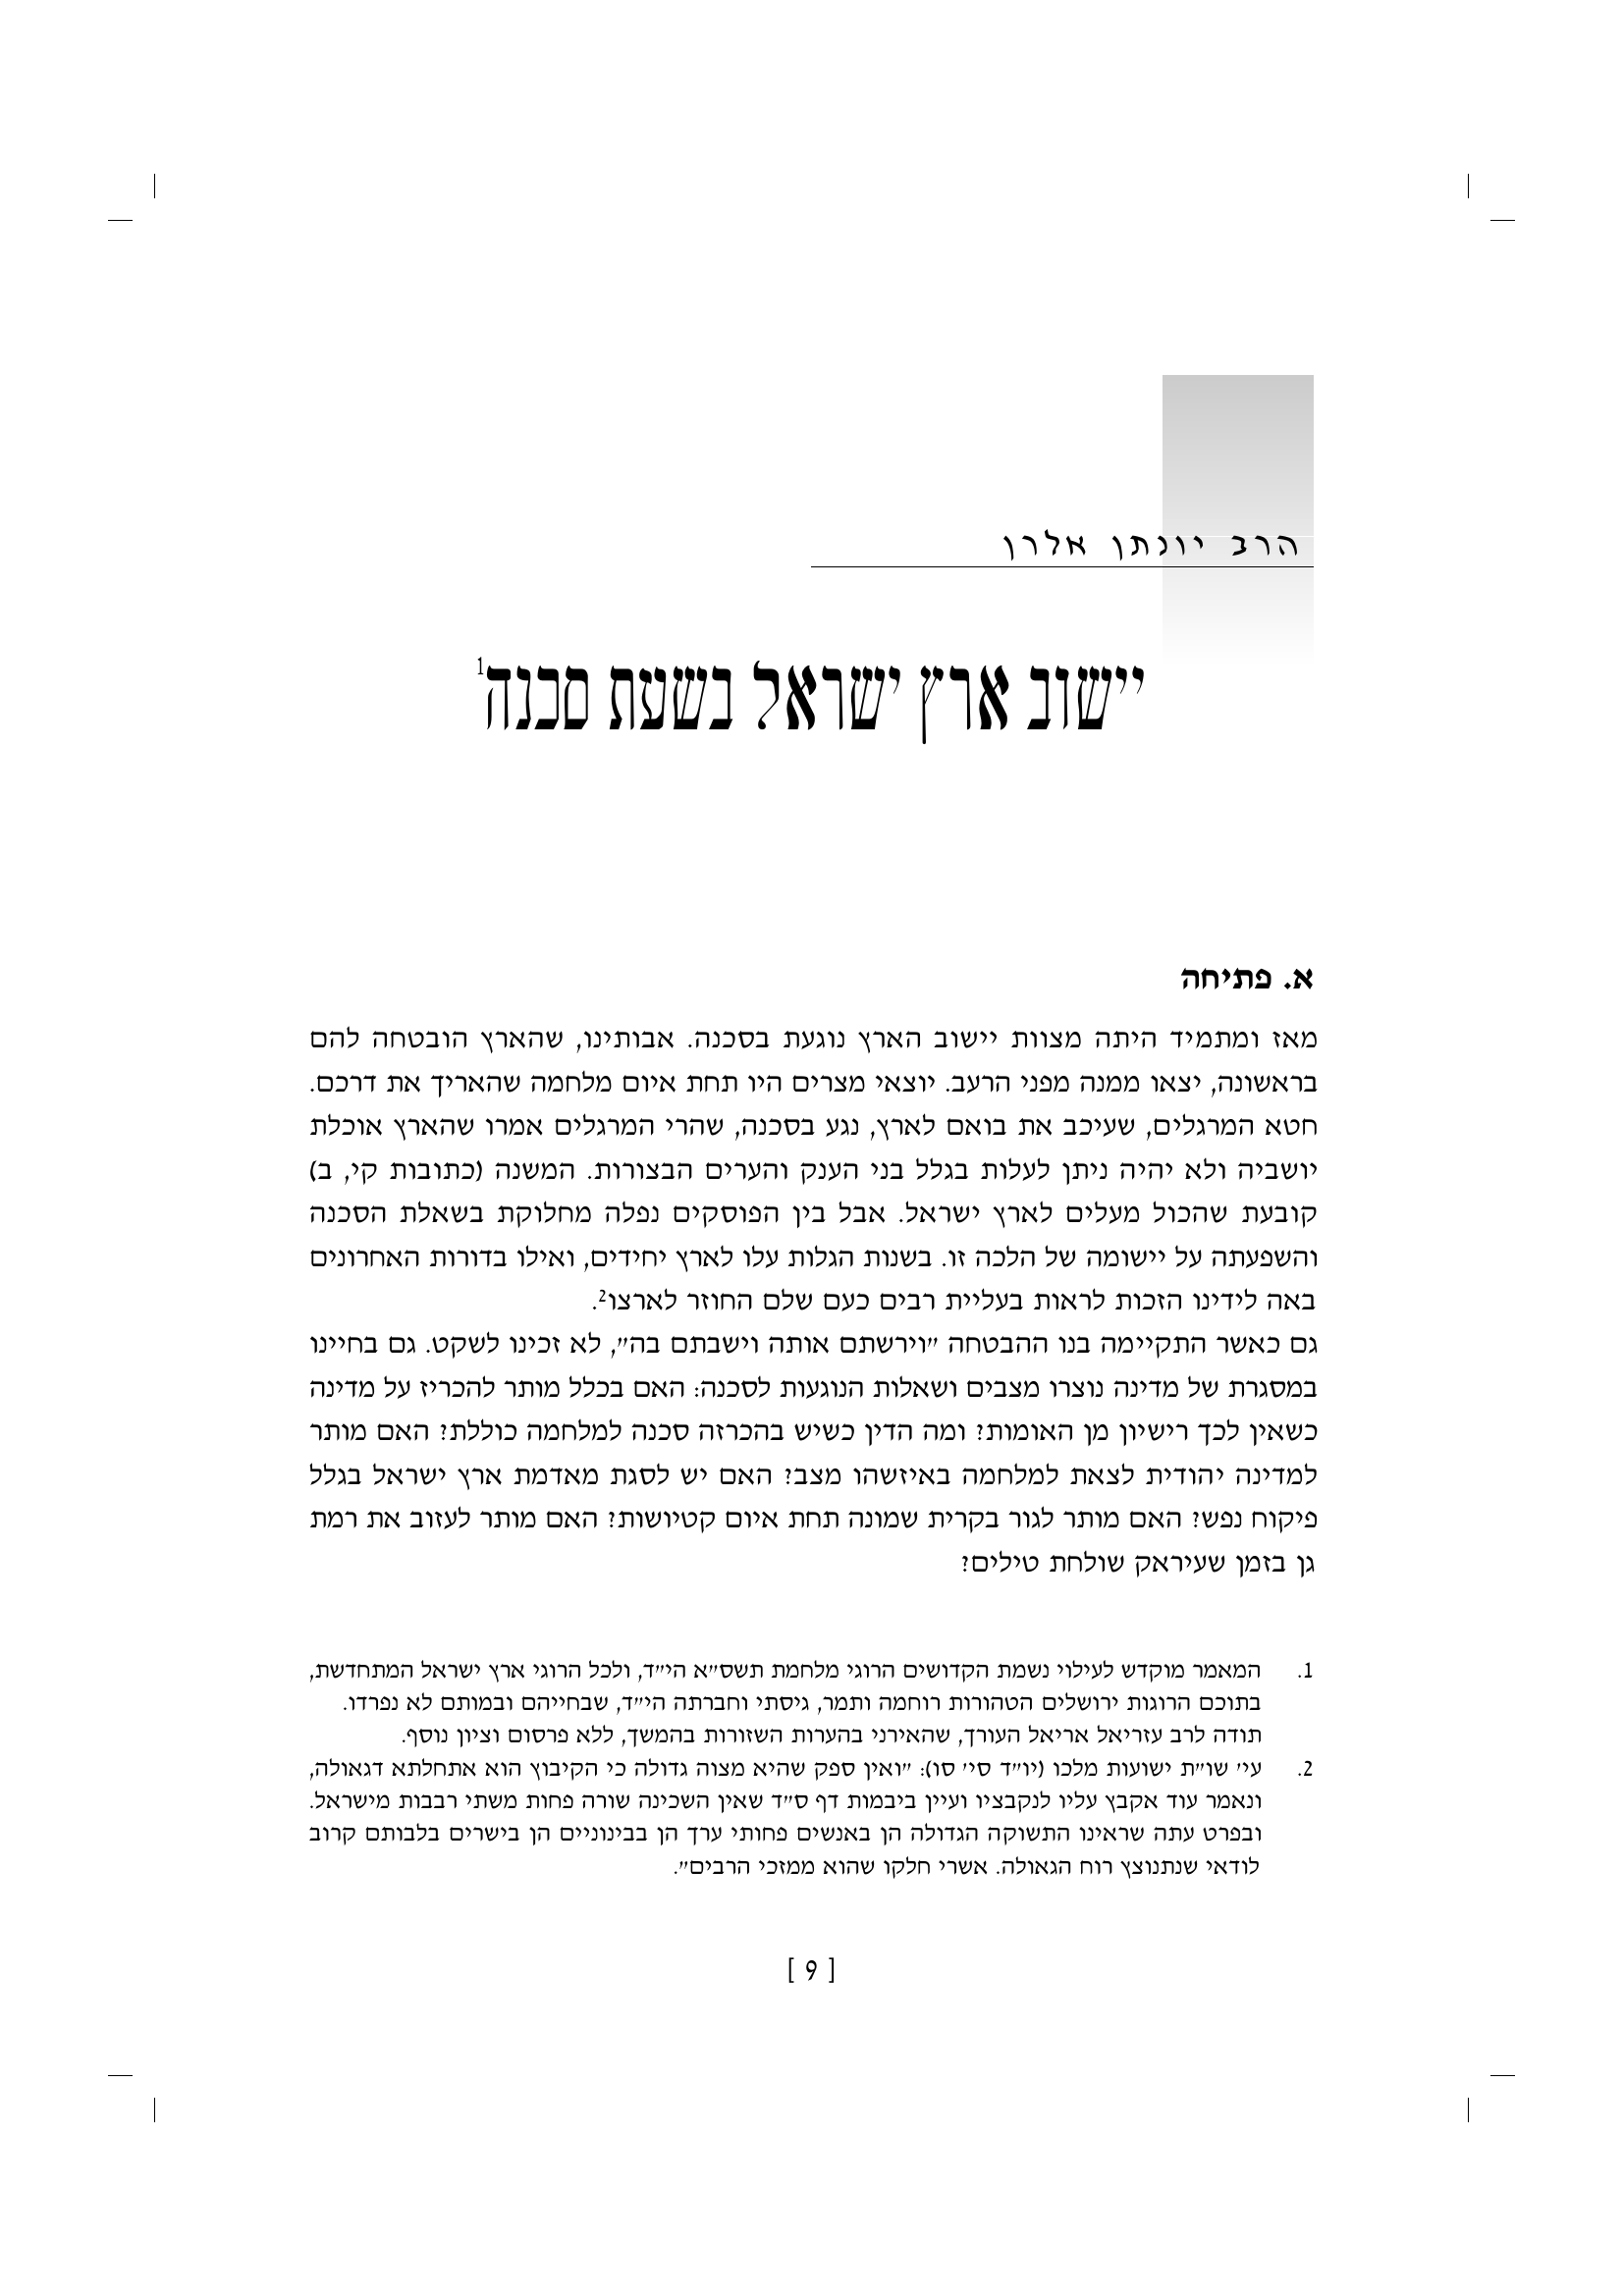 הרב יונתן אלרן
יישוב ארץ ישראל בשעת סכנה1
א. פתיחה
מאז ומתמיד היתה מצוות יישוב הארץ נוגעת בסכנה. אבותינו, שהארץ הובטחה להם
בראשונה, יצאו ממנה מפני הרעב. יוצאי מצרים היו תחת איום מלחמה שהאריך את דרכם.
חטא המרגלים, שעיכב את בואם לארץ, נגע בסכנה, שהרי המרגלים אמרו שהארץ אוכלת
יושביה ולא יהיה ניתן לעלות בגלל בני הענק והערים הבצורות. המשנה (כתובות קי, ב)
קובעת שהכול מעלים לארץ ישראל. אבל בין הפוסקים נפלה מחלוקת בשאלת הסכנה
והשפעתה על יישומה של הלכה זו. בשנות הגלות עלו לארץ יחידים, ואילו בדורות האחרונים
באה לידינו הזכות לראות בעליית רבים כעם שלם החוזר לארצו2.
גם כאשר התקיימה בנו ההבטחה "וירשתם אותה וישבתם בה", לא זכינו לשקט. גם בחיינו
במסגרת של מדינה נוצרו מצבים ושאלות הנוגעות לסכנה: האם בכלל מותר להכריז על מדינה
כשאין לכך רישיון מן האומות? ומה הדין כשיש בהכרזה סכנה למלחמה כוללת? האם מותר
למדינה יהודית לצאת למלחמה באיזשהו מצב? האם יש לסגת מאדמת ארץ ישראל בגלל
פיקוח נפש? האם מותר לגור בקרית שמונה תחת איום קטיושות? האם מותר לעזוב את רמת
גן בזמן שעיראק שולחת טילים?
1. המאמר מוקדש לעילוי נשמת הקדושים הרוגי מלחמת תשס"א הי"ד, ולכל הרוגי ארץ ישראל המתחדשת,
בתוכם הרוגות ירושלים הטהורות רוחמה ותמר, גיסתי וחברתה הי"ד, שבחייהם ובמותם לא נפרדו.
תודה לרב עזריאל אריאל העורך, שהאירני בהערות השזורות בהמשך, ללא פרסום וציון נוסף.
2. עי' שו"ת ישועות מלכו (יו"ד סי' סו): "ואין ספק שהיא מצוה גדולה כי הקיבוץ הוא אתחלתא דגאולה,
ונאמר עוד אקבץ עליו לנקבציו ועיין ביבמות דף ס"ד שאין השכינה שורה פחות משתי רבבות מישראל.
ובפרט עתה שראינו התשוקה הגדולה הן באנשים פחותי ערך הן בבינוניים הן בישרים בלבותם קרוב
לודאי שנתנוצץ רוח הגאולה. אשרי חלקו שהוא ממזכי הרבים".
[ 9 ]